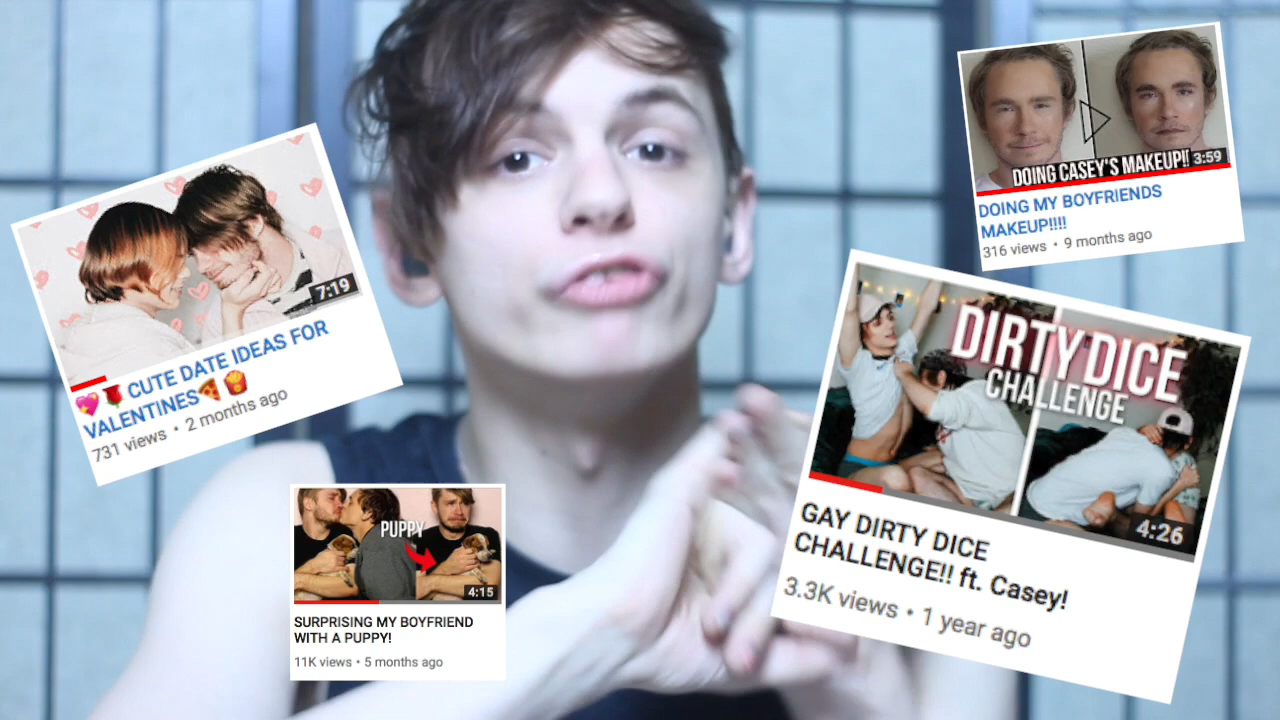 7:19
💖🌹CUTE DATE IDEAS FOR
VALENTINES🍕🍟
731 views • 2 months ago
PUPPY
4:15
SURPRISING MY BOYFRIEND
WITH A PUPPY!
11K views • 5 months ago
DOING CASEY'S MAKEUP!!
3:59
DOING MY BOYFRIENDS
MAKEUP!!!!
316 views • 9 months ago
DIRTY DICE
CHALLENGE
4:26
GAY DIRTY DICE
CHALLENGE!! ft. Casey!
3.3K views • 1 year ago